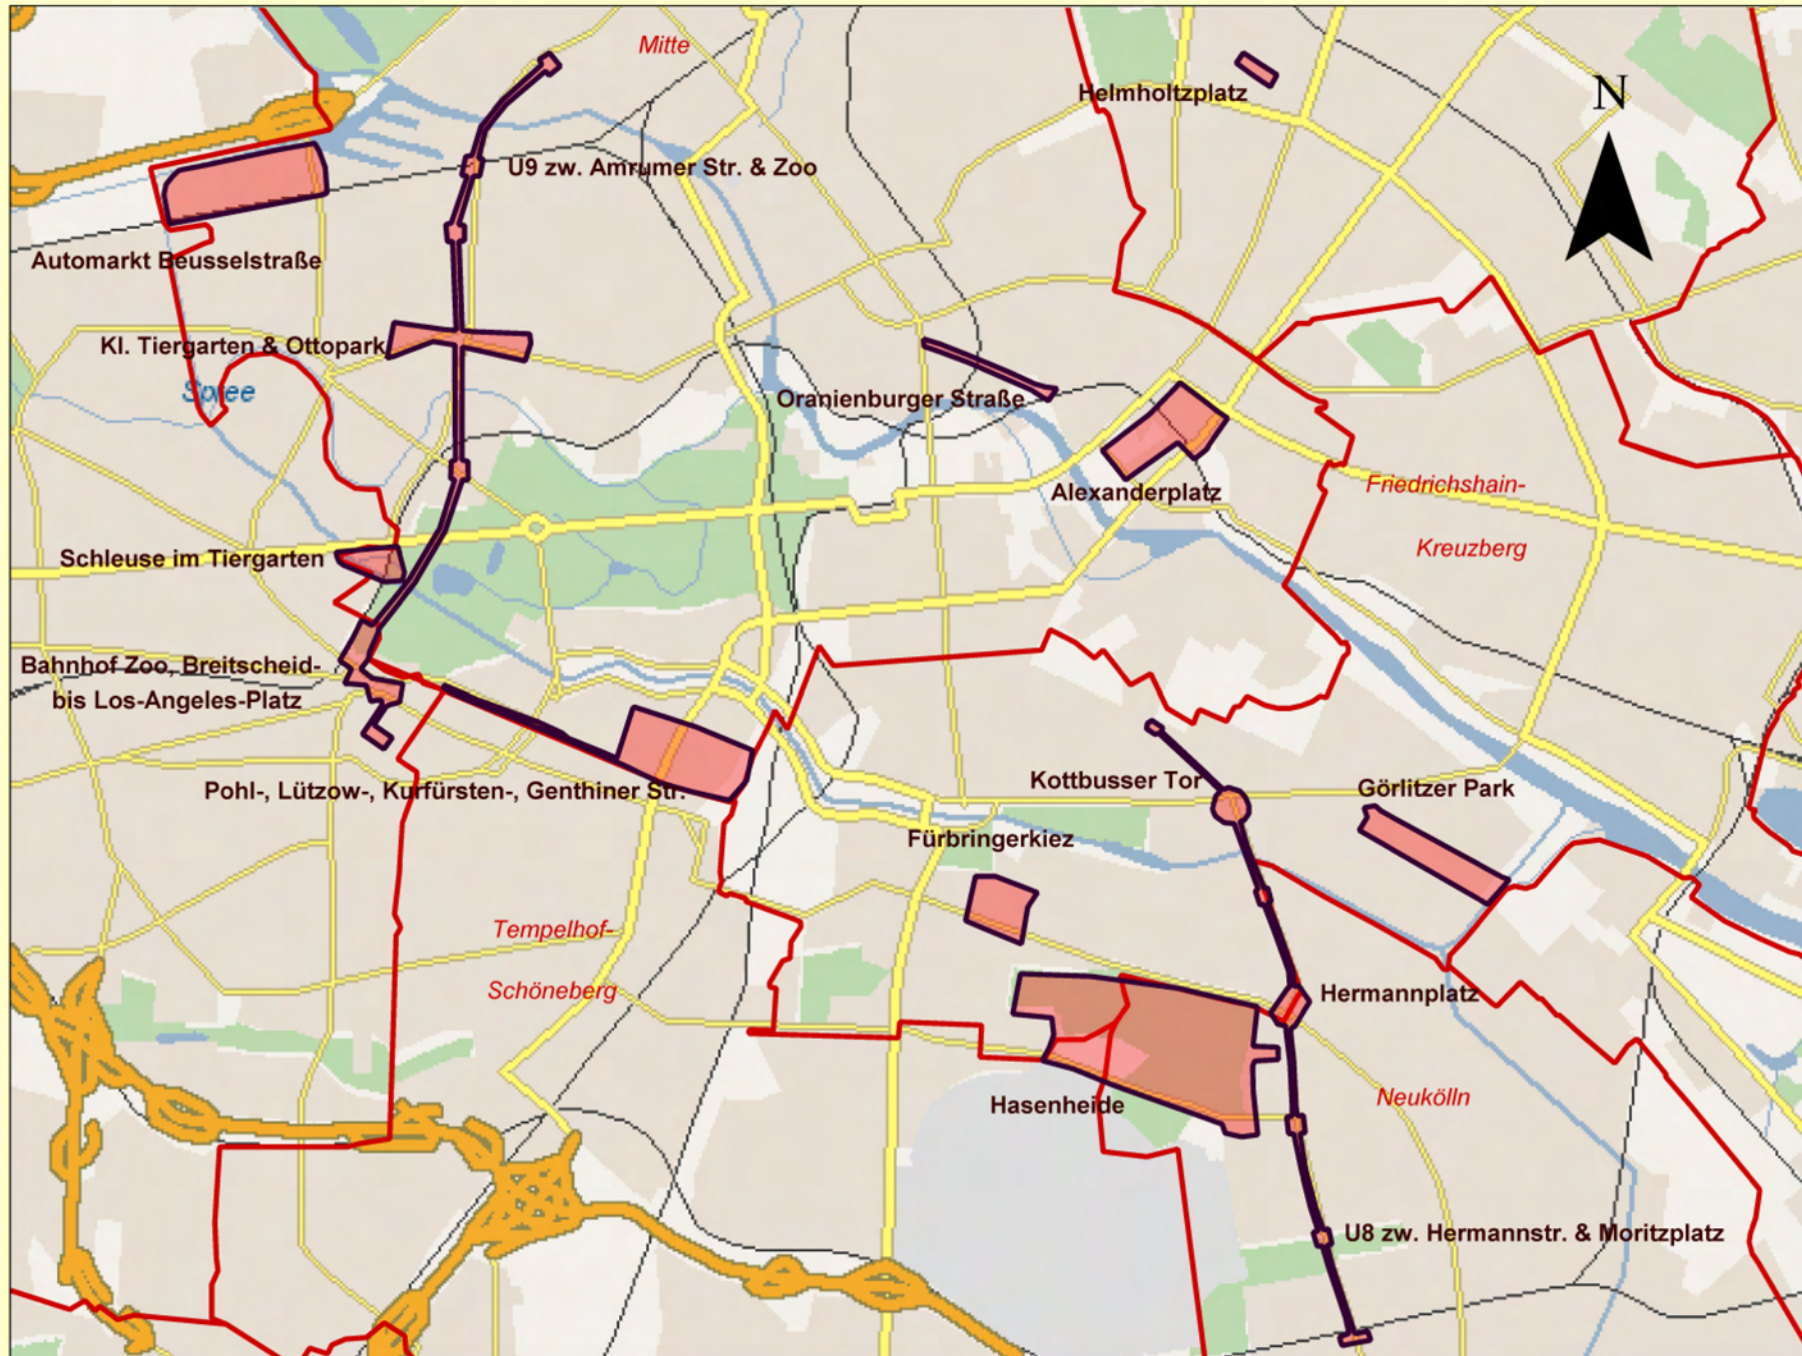 Mitte
Helmholtzplatz
N
U9 zw. Amrumer Str. & Zoo
Automarkt Beusselstraße
Kl. Tiergarten & Ottopark
Spree
Oranienburger Straße
Alexanderplatz
Friedrichshain-
Kreuzberg
Schleuse im Tiergarten
Bahnhof Zoo, Breitscheid-
bis Los-Angeles-Platz
Pohl-, Lützow-, Kurfürsten-, Genthiner Str.
Kottbusser Tor
Görlitzer Park
Fürbringerkiez
Tempelhof-
Schöneberg
Hermannplatz
Hasenheide
Neukölln
U8 zw. Hermannstr. & Moritzplatz